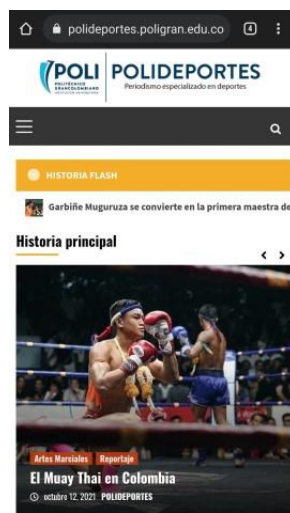 polideportes.poligran.edu.co
4
POLI
POLITÉCNICO
GRANCOLOMBIANO
INSTITUCIÓN UNIVERSITARIA
POLIDEPORTES
Periodismo especializado en deportes
HISTORIA FLASH
Garbiñe Muguruza se convierte en la primera maestra de
Historia principal
Artes Marciales Reportaje
El Muay Thai en Colombia
octubre 12, 2021 POLIDEPORTES